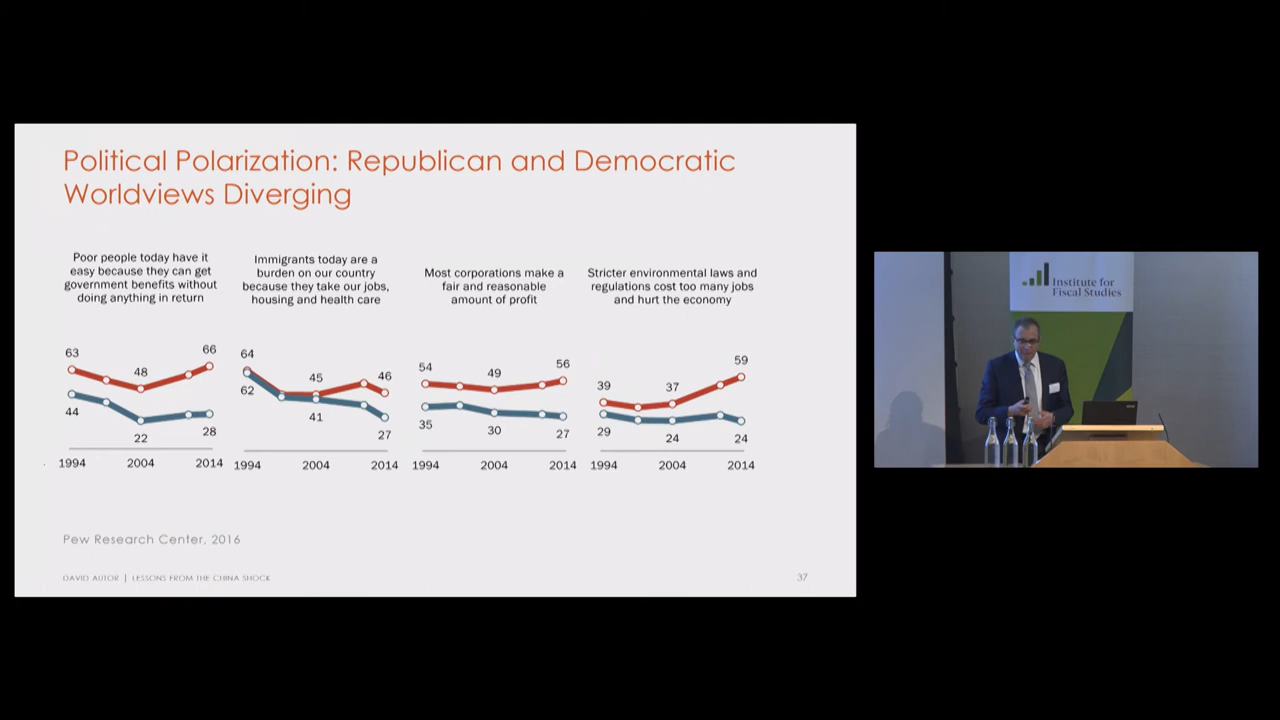 Political Polarization: Republican and Democratic
Worldviews Diverging
Poor people today have it
easy because they can get
government benefits without
doing anything in return
63
48
66
44
22
28
1994
2004
2014
Immigrants today are a
burden on our country
because they take our jobs,
housing and health care
64
45
46
62
41
27
1994
2004
2014
Most corporations make a
fair and reasonable
amount of profit
54
49
56
35
30
27
1994
2004
2014
Stricter environmental laws and
regulations cost too many jobs
and hurt the economy
39
37
59
29
24
24
1994
2004
2014
Pew Research Center, 2016
DAVID AUTOR | LESSONS FROM THE CHINA SHOCK
37
Institute for
Fiscal Studies